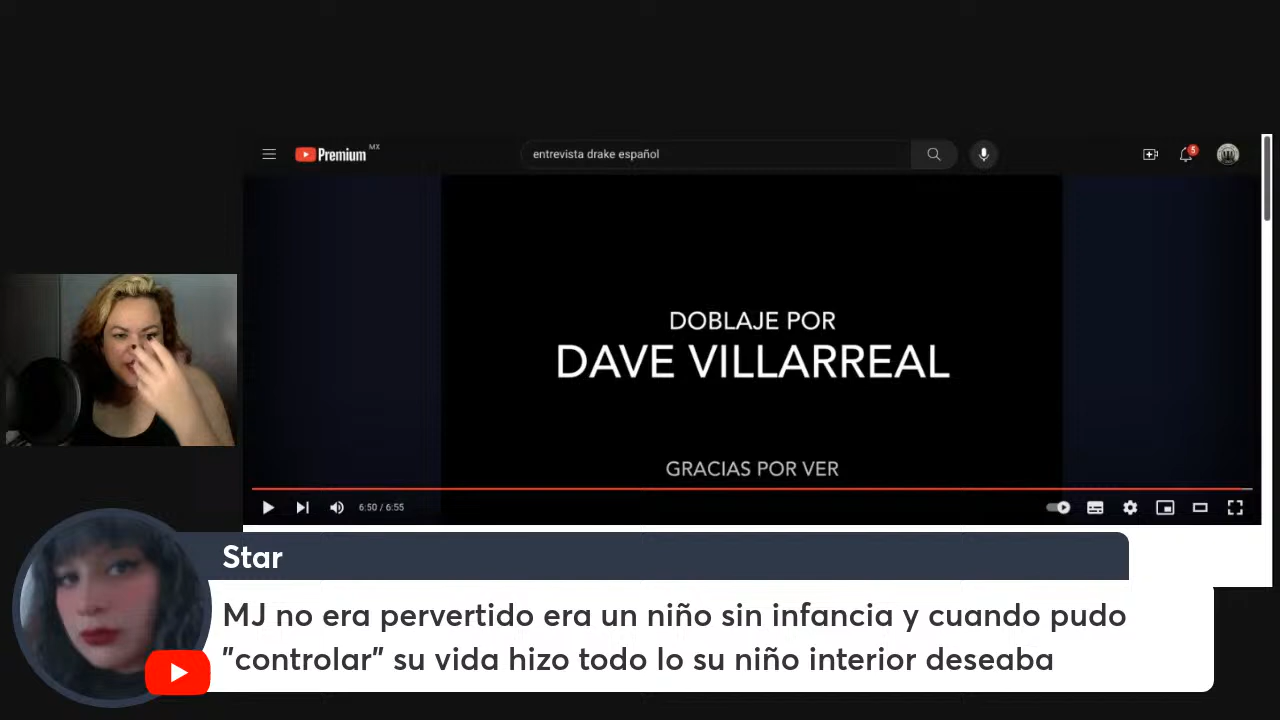 Premium MX
entrevista drake español
5
DOBLAJE POR
DAVE VILLARREAL
GRACIAS POR VER
6:50 / 6:55
Star
MJ no era pervertido era un niño sin infancia y cuando pudo
"controlar" su vida hizo todo lo su niño interior deseaba